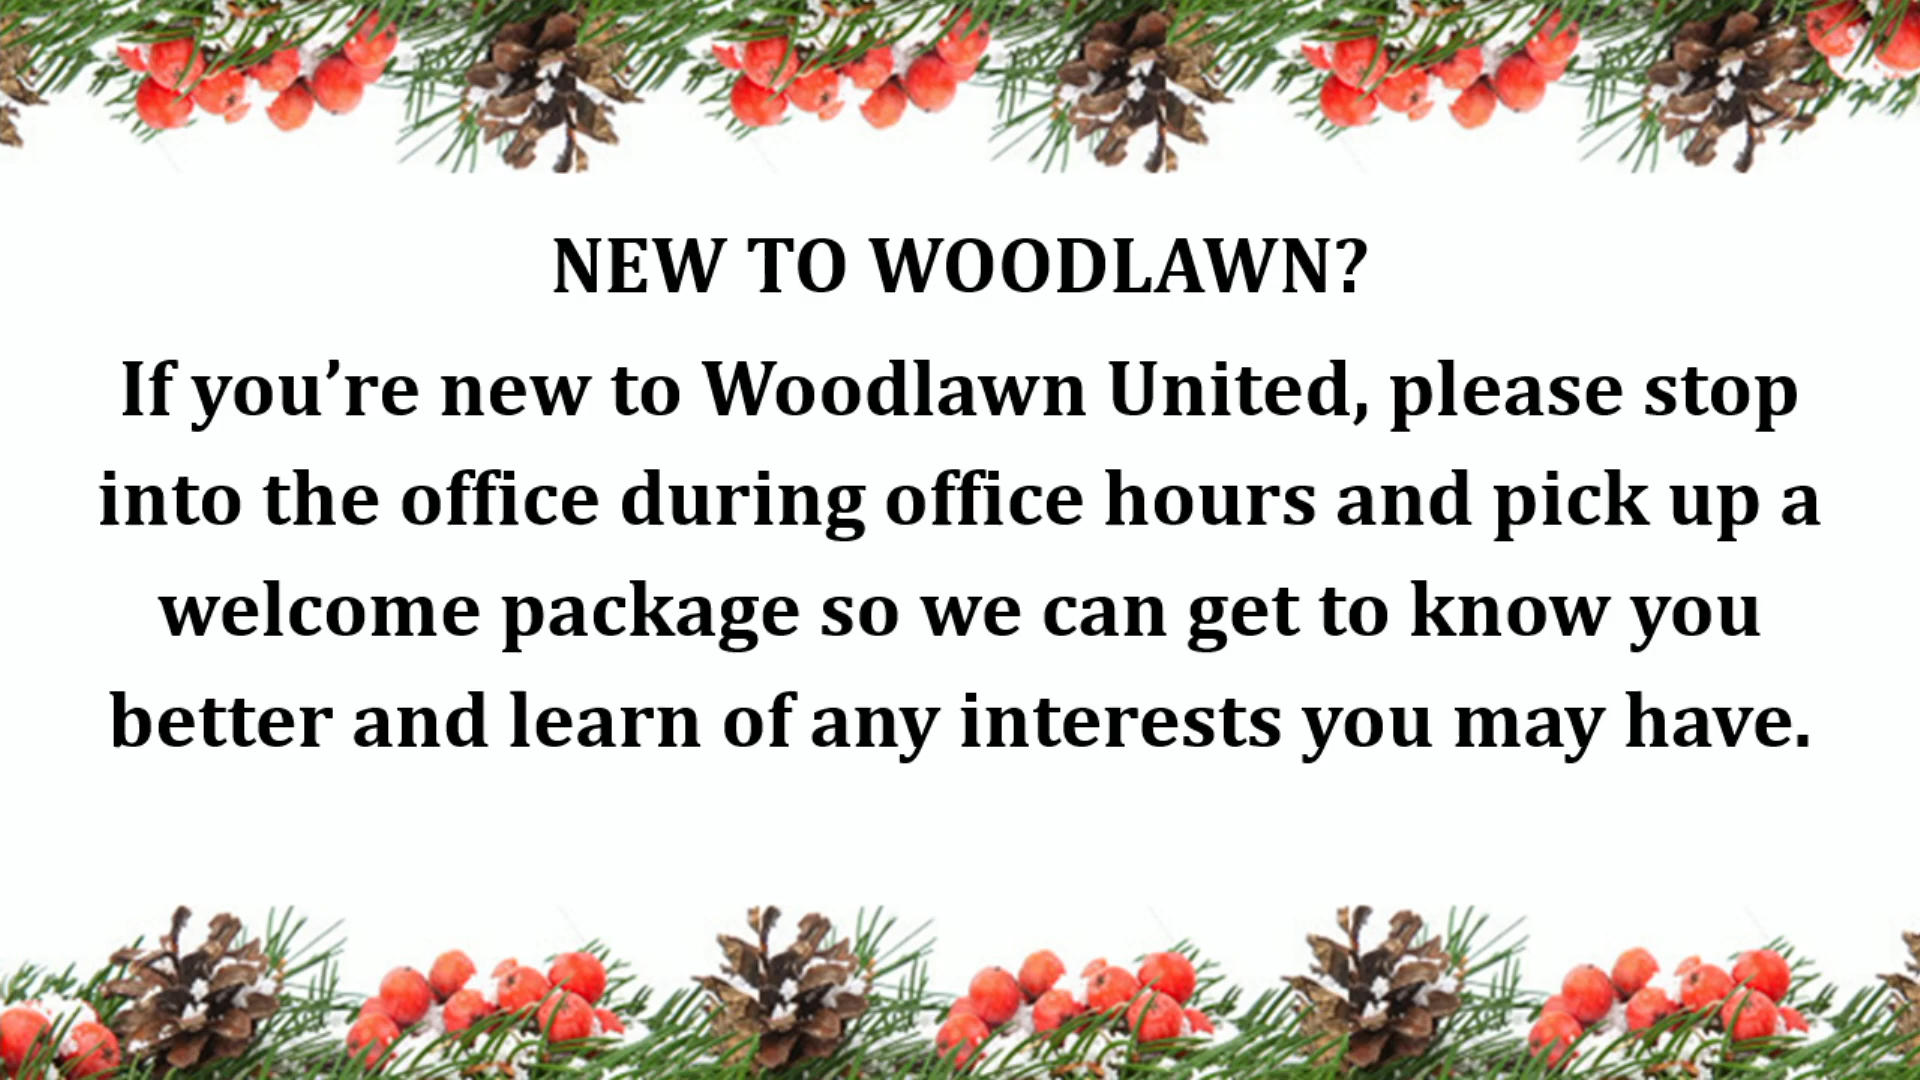 NEW TO WOODLAWN?
If you’re new to Woodlawn United, please stop
into the office during office hours and pick up a
welcome package so we can get to know you
better and learn of any interests you may have.